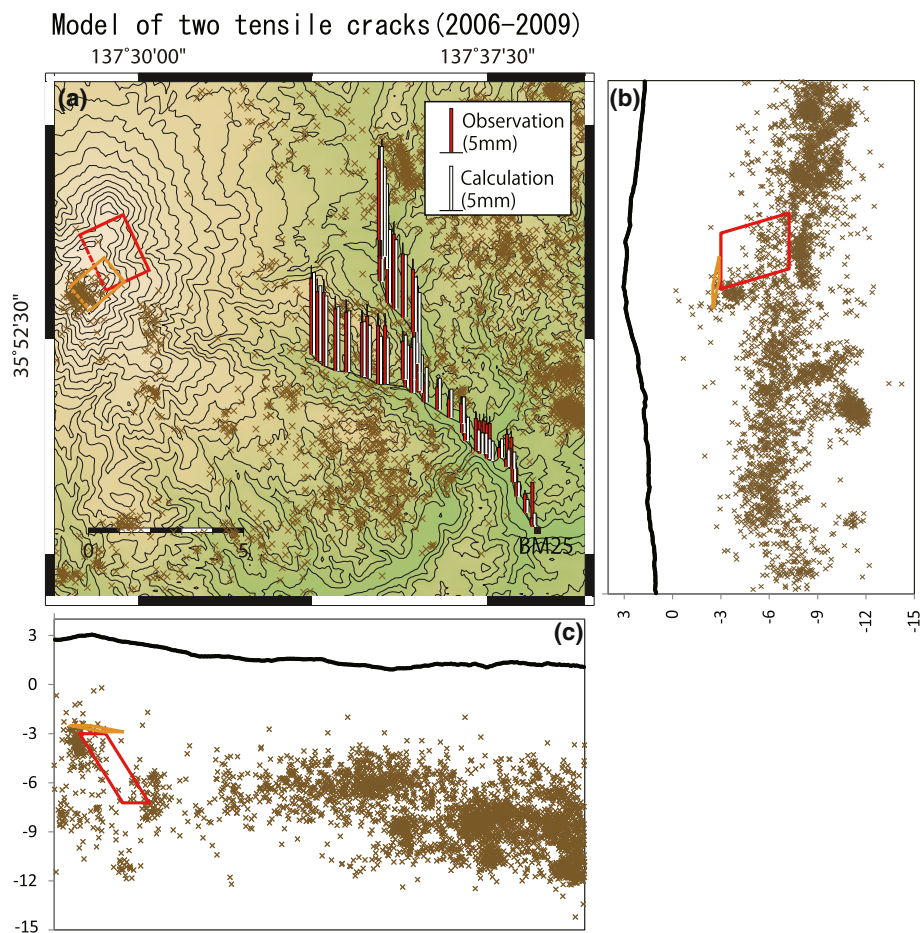 Model of two tensile cracks(2006−2009)
137°30'00" 137°37'30"
(a)
Observation
(5mm)
Calculation
(5mm)
35°52'30"
0 5
BM25
(b)
3 0 -3 -6 -9 -12 -15
(c)
3
0
-3
-6
-9
-12
-15